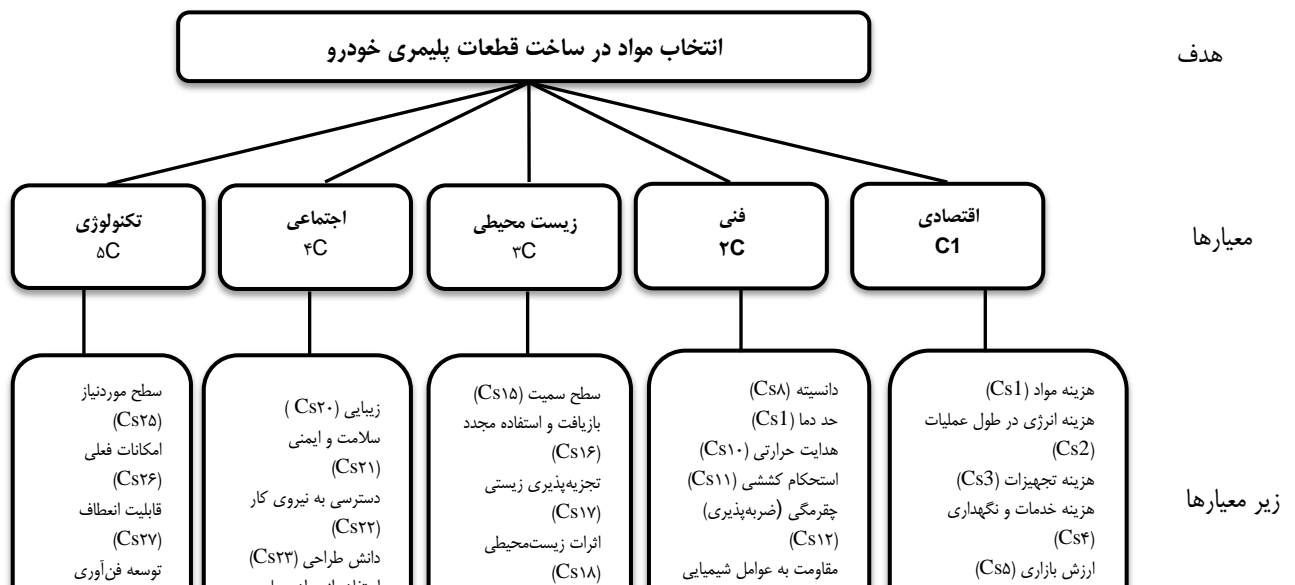 انتخاب مواد در ساخت قطعات پلیمری خودرو
هدف
اقتصادی
C1
فنی
۲C
زیست محیطی
۳C
اجتماعی
۴C
تکنولوژی
۵C
معیارها
هزینه مواد (Cs1)
هزینه انرژی در طول عملیات
(Cs2)
هزینه تجهیزات (Cs3)
هزینه خدمات و نگهداری
(Cs۴)
ارزش بازاری (Cs۵)
دانسیته (Cs۸)
حد دما (Cs1)
هدایت حرارتی (Cs۱۰)
استحکام کششی (Cs۱۱)
چقرمگی (ضربه‌پذیری)
(Cs۱۲)
مقاومت به عوامل شیمیایی
سطح سمیت (Cs۱۵)
بازیافت و استفاده مجدد
(Cs۱۶)
تجزیه‌پذیری زیستی
(Cs۱۷)
اثرات زیست‌محیطی
(Cs۱۸)
زیبایی (Cs۲۰ )
سلامت و ایمنی
(Cs۲۱)
دسترسی به نیروی کار
(Cs۲۲)
دانش طراحی (Cs۲۳)
سطح موردنیاز
(Cs۲۵)
امکانات فعلی
(Cs۲۶)
قابلیت انعطاف
(Cs۲۷)
توسعه فن‌آوری
زیر معیارها